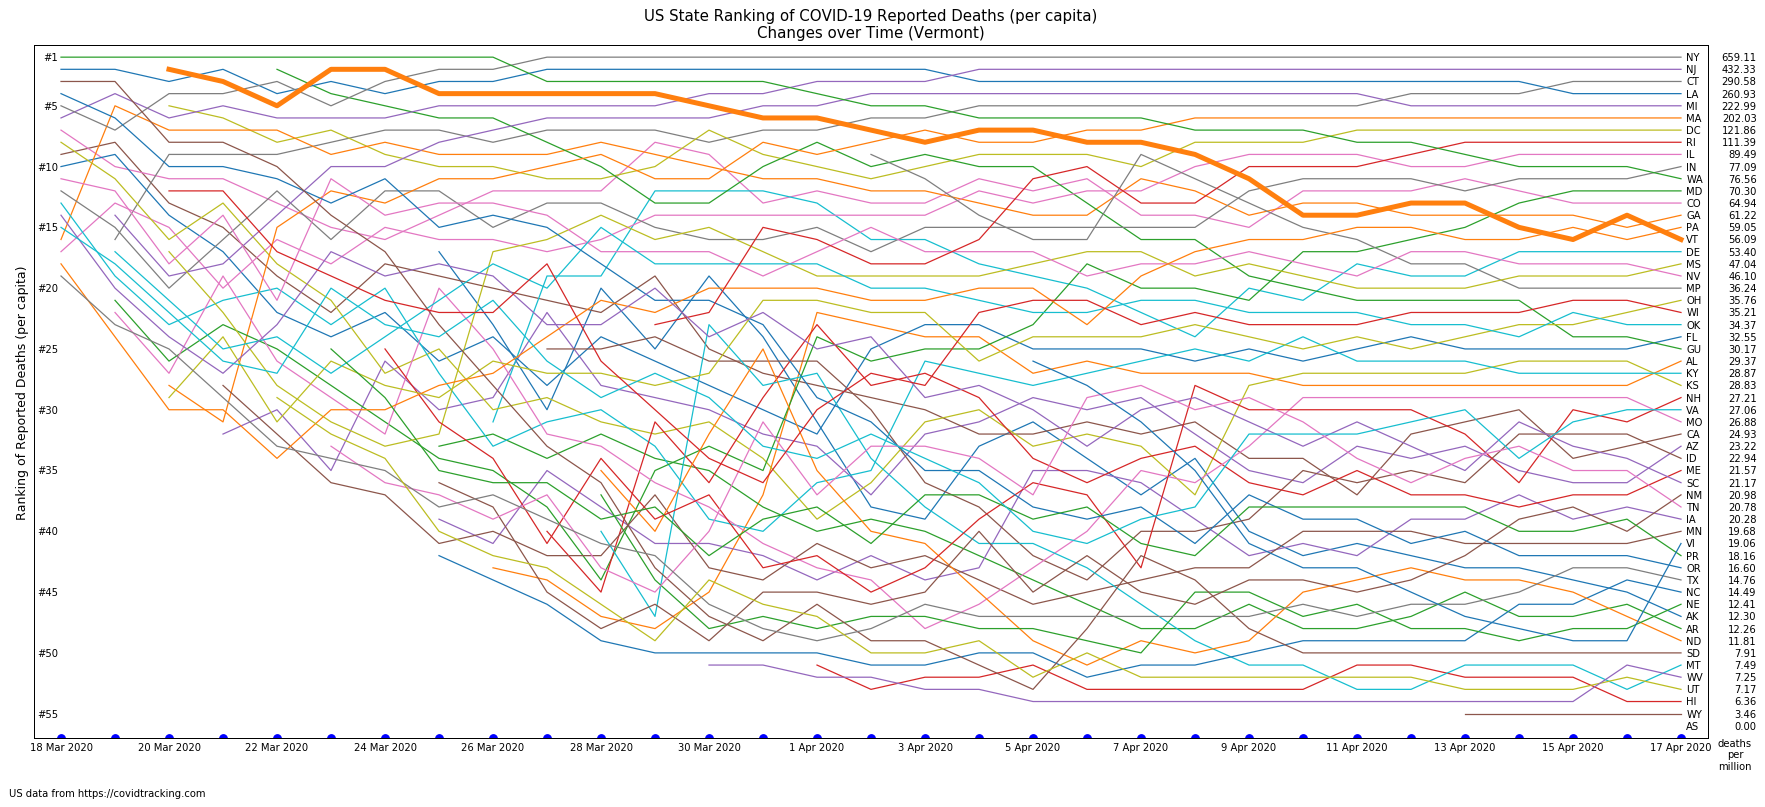 US State Ranking of COVID-19 Reported Deaths (per capita)
Changes over Time (Vermont)
Ranking of Reported Deaths (per capita)
#1
#5
#10
#15
#20
#25
#30
#35
#40
#45
#50
#55
NY 659.11
NJ 432.33
CT 290.58
LA 260.93
MI 222.99
MA 202.03
DC 121.86
RI 111.39
IL 89.49
IN 77.09
WA 76.56
MD 70.30
CO 64.94
GA 61.22
PA 59.05
VT 56.09
DE 53.40
MS 47.04
NV 46.10
MP 36.24
OH 35.76
WI 35.21
OK 34.37
FL 32.55
GU 30.17
AL 29.37
KY 28.87
KS 28.83
NH 27.21
VA 27.06
MO 26.88
CA 24.93
AZ 23.22
ID 22.94
ME 21.57
SC 21.17
NM 20.98
TN 20.78
IA 20.28
MN 19.68
VI 19.06
PR 18.16
OR 16.60
TX 14.76
NC 14.49
NE 12.41
AK 12.30
AR 12.26
ND 11.81
SD 7.91
MT 7.49
WV 7.25
UT 7.17
HI 6.36
WY 3.46
AS 0.00
18 Mar 2020 20 Mar 2020 22 Mar 2020 24 Mar 2020 26 Mar 2020 28 Mar 2020 30 Mar 2020 1 Apr 2020 3 Apr 2020 5 Apr 2020 7 Apr 2020 9 Apr 2020 11 Apr 2020 13 Apr 2020 15 Apr 2020 17 Apr 2020
deaths
per
million
US data from https://covidtracking.com